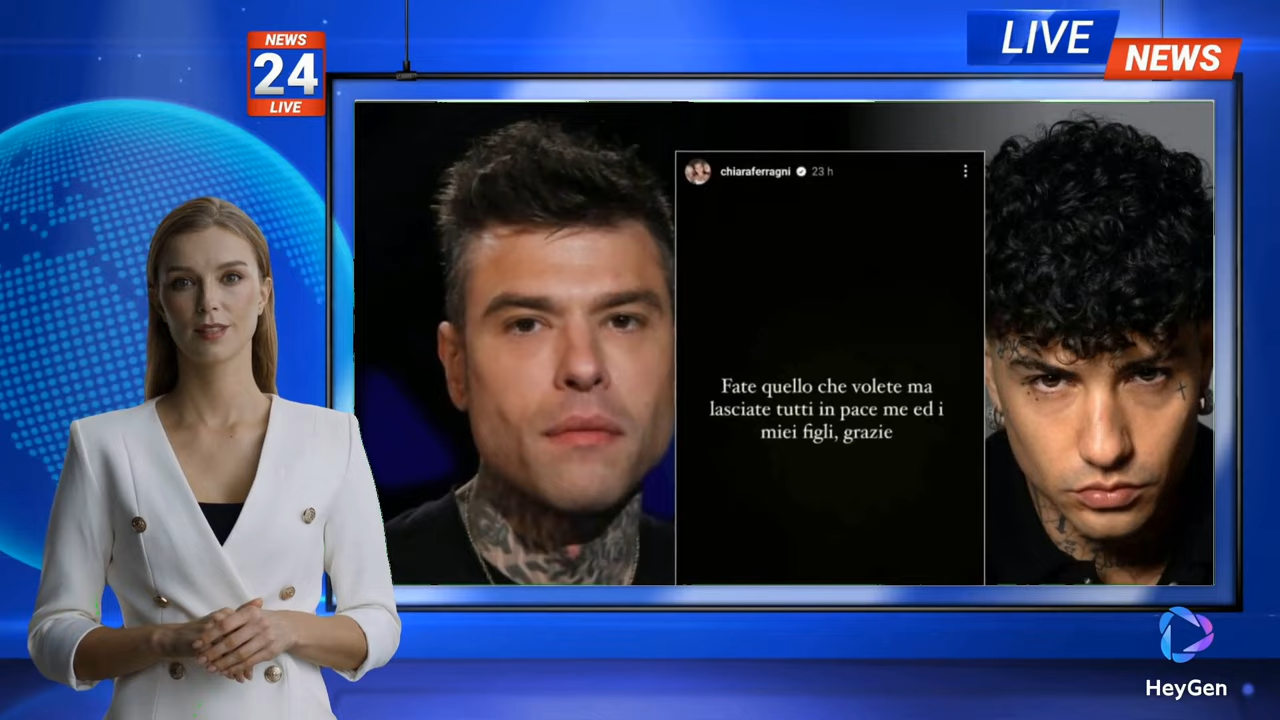 NEWS
24
LIVE
LIVE
NEWS
chiaraferragni 23 h
Fate quello che volete ma
lasciate tutti in pace me ed i
miei figli, grazie
HeyGen